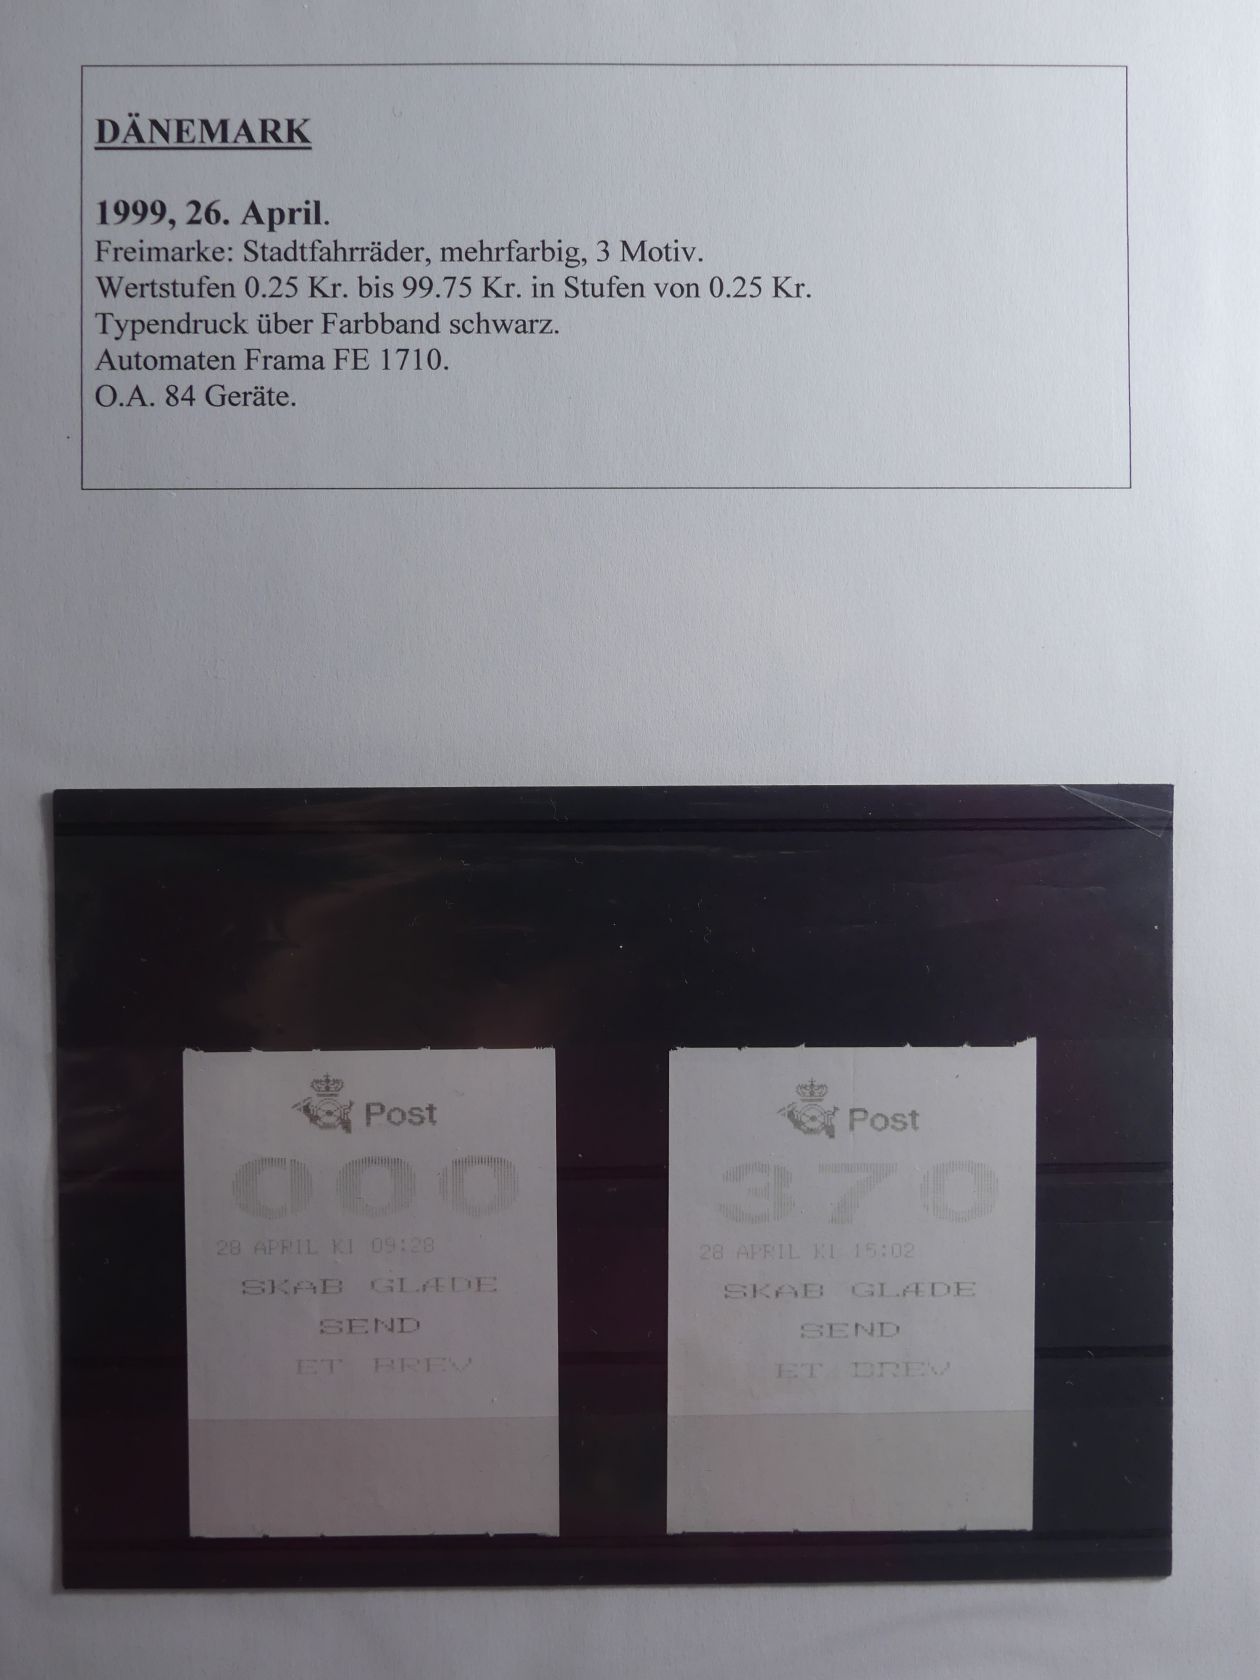 DÄNEMARK
1999, 26. April.
Freimarke: Stadtfahrräder, mehrfarbig, 3 Motiv.
Wertstufen 0.25 Kr. bis 99.75 Kr. in Stufen von 0.25 Kr.
Typendruck über Farbband schwarz.
Automaten Frama FE 1710.
O.A. 84 Geräte.
Post
000
28 APRIL Kl 09:28
SKAB GLÆDE
SEND
ET BREV
Post
370
28 APRIL Kl 15:02
SKAB GLÆDE
SEND
ET BREV